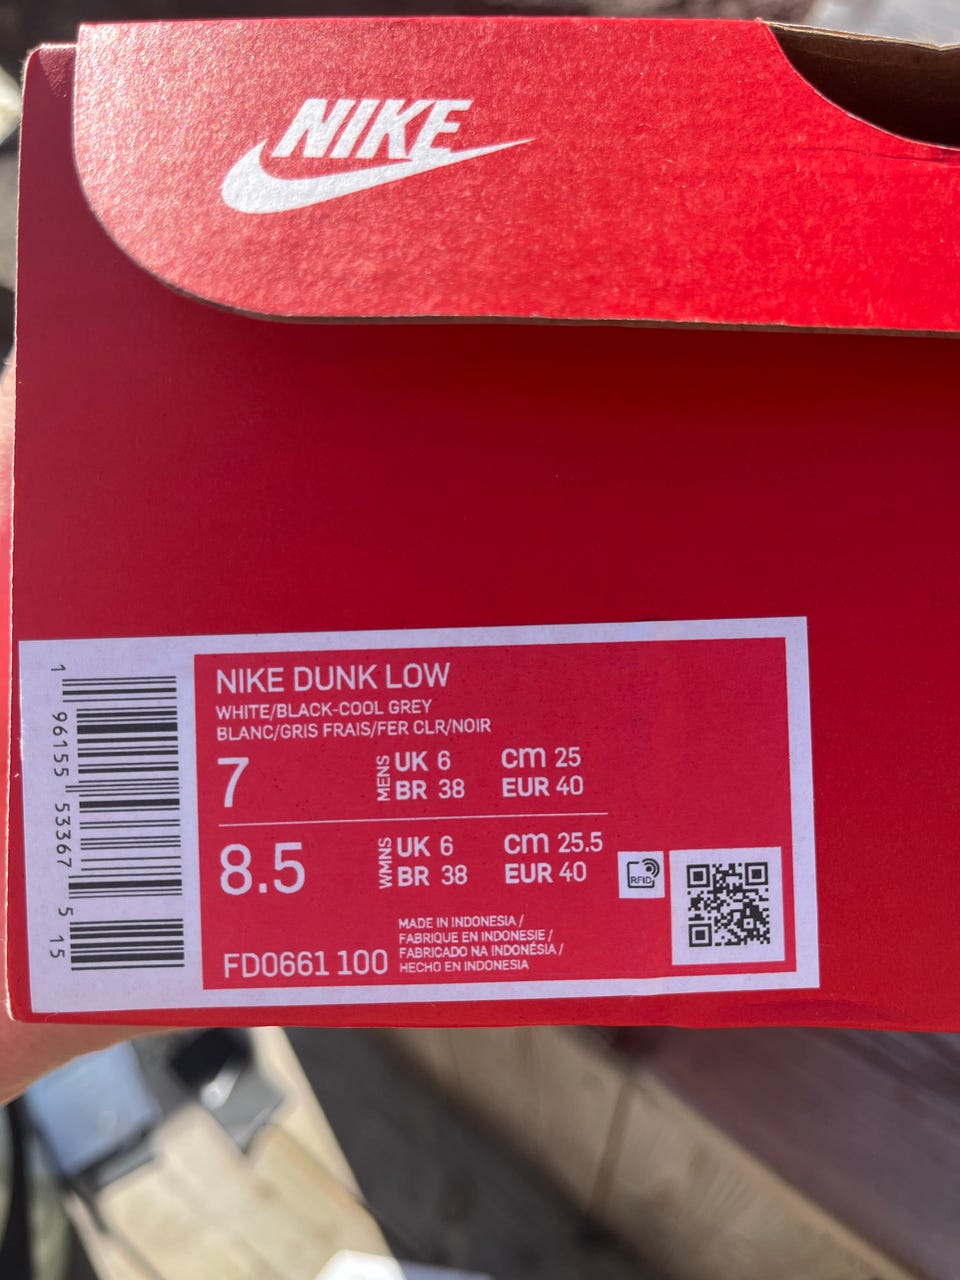 NIKE
NIKE DUNK LOW
WHITE/BLACK-COOL GREY
BLANC/GRIS FRAIS/FER CLR/NOIR
7 MENS UK 6 cm 25
BR 38 EUR 40
8.5 WMNS UK 6 cm 25.5
BR 38 EUR 40
RFID
MADE IN INDONESIA /
FABRIQUE EN INDONESIE /
FABRICADO NA INDONÉSIA /
HECHO EN INDONESIA
FD0661 100
1 96155 53367 5 15